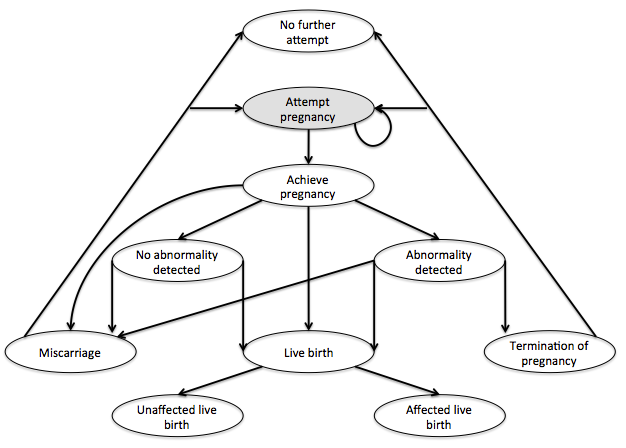 No further
attempt
Attempt
pregnancy
Achieve
pregnancy
No abnormality
detected
Abnormality
detected
Miscarriage
Live birth
Termination of
pregnancy
Unaffected live
birth
Affected live
birth